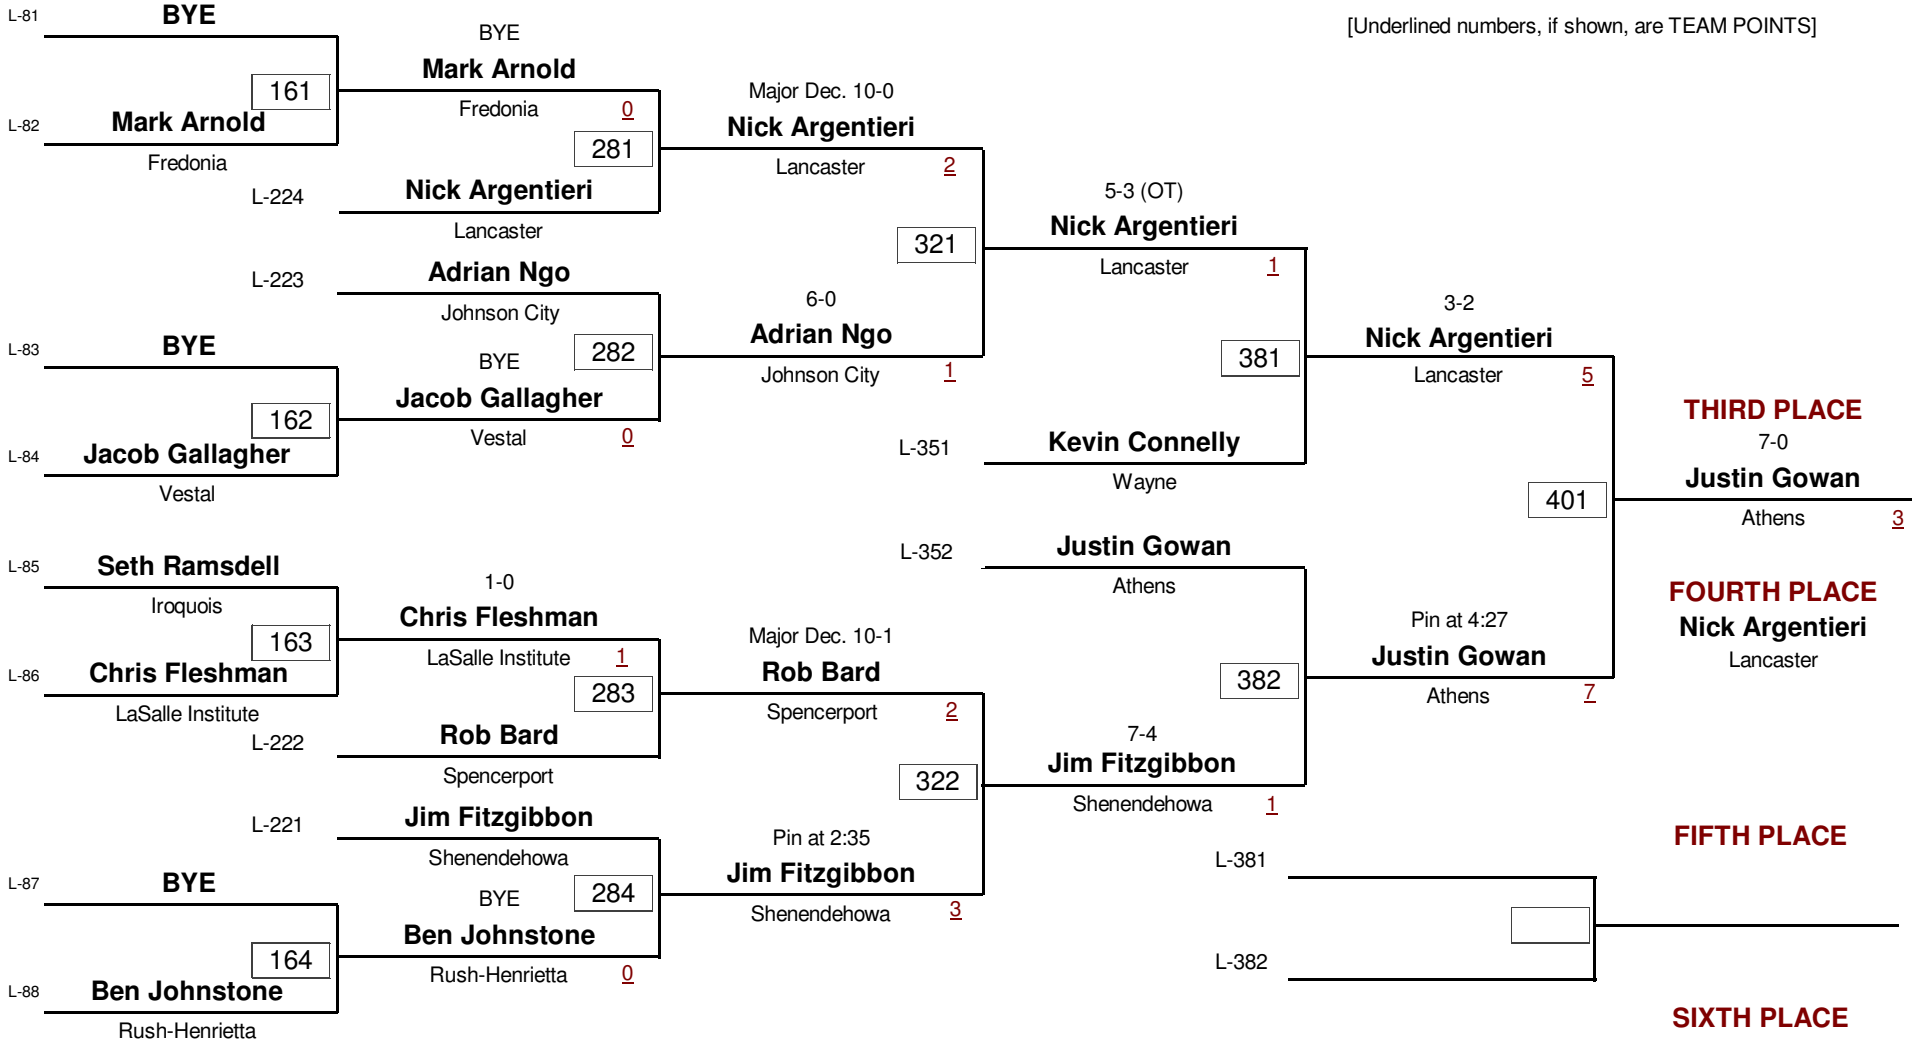 [Underlined numbers, if shown, are TEAM POINTS]
L-81
BYE
161
L-82
Mark Arnold
Fredonia
L-83
BYE
162
L-84
Jacob Gallagher
Vestal
L-85
Seth Ramsdell
Iroquois
163
L-86
Chris Fleshman
LaSalle Institute
L-87
BYE
164
L-88
Ben Johnstone
Rush-Henrietta
BYE
Mark Arnold
Fredonia
0
281
L-224
Nick Argentieri
Lancaster
L-223
Adrian Ngo
Johnson City
282
BYE
Jacob Gallagher
Vestal
0
1-0
Chris Fleshman
LaSalle Institute
1
283
L-222
Rob Bard
Spencerport
L-221
Jim Fitzgibbon
Shenendehowa
284
BYE
Ben Johnstone
Rush-Henrietta
0
Major Dec. 10-0
Nick Argentieri
Lancaster
2
321
6-0
Adrian Ngo
Johnson City
1
Major Dec. 10-1
Rob Bard
Spencerport
2
322
Pin at 2:35
Jim Fitzgibbon
Shenendehowa
3
5-3 (OT)
Nick Argentieri
Lancaster
1
381
L-351
Kevin Connelly
Wayne
L-352
Justin Gowan
Athens
382
7-4
Jim Fitzgibbon
Shenendehowa
1
3-2
Nick Argentieri
Lancaster
5
401
Pin at 4:27
Justin Gowan
Athens
7
THIRD PLACE
7-0
Justin Gowan
Athens
3
FOURTH PLACE
Nick Argentieri
Lancaster
L-381
FIFTH PLACE
L-382
SIXTH PLACE